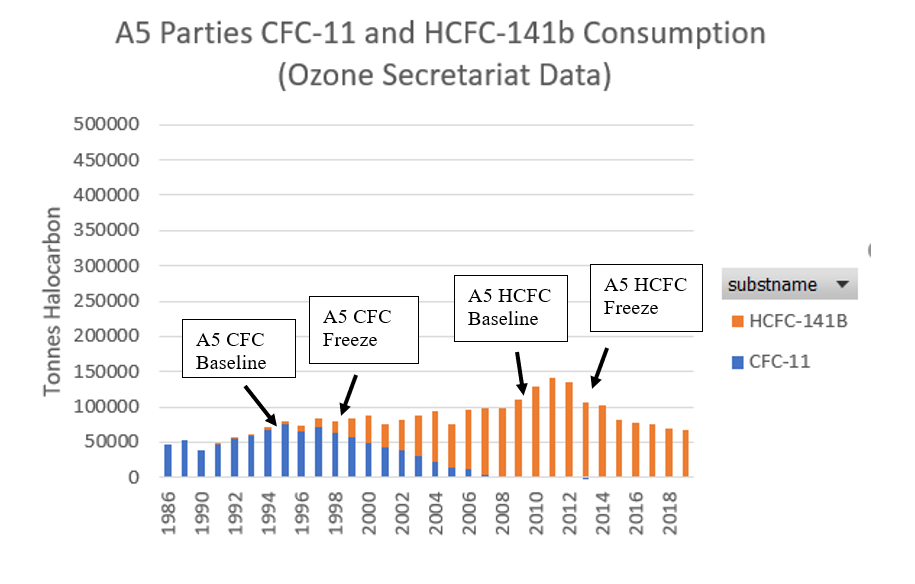 A5 Parties CFC-11 and HCFC-141b Consumption
(Ozone Secretariat Data)
Tonnes Halocarbon
500000
450000
400000
350000
300000
250000
200000
150000
100000
50000
0
A5 CFC
Baseline
A5 CFC
Freeze
A5 HCFC
Baseline
A5 HCFC
Freeze
1986
1990
1992
1994
1996
1998
2000
2002
2004
2006
2008
2010
2012
2014
2016
2018
substname
HCFC-141B
CFC-11